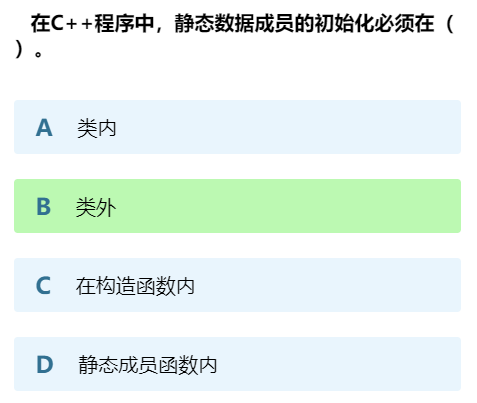 在C++程序中，静态数据成员的初始化必须在（
）。
A 类内
B 类外
C 在构造函数内
D 静态成员函数内